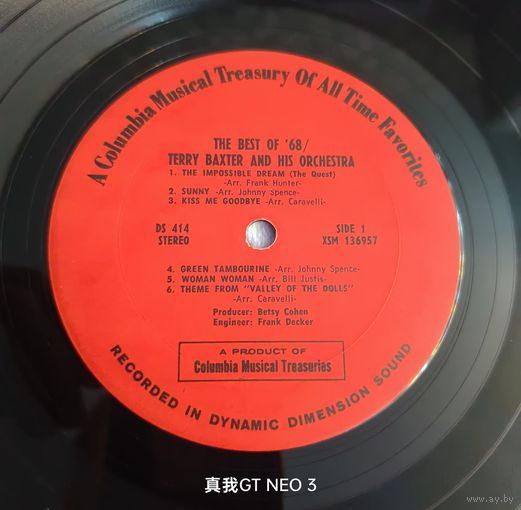 A Columbia Musical Treasury Of All Time Favorites
THE BEST OF '68/
TERRY BAXTER AND HIS ORCHESTRA
1. THE IMPOSSIBLE DREAM (The Quest)
-Arr. Frank Hunter-
2. SUNNY -Arr. Johnny Spence-
3. KISS ME GOODBYE -Arr. Caravelli-
DS 414 SIDE 1
STEREO XSM 136957
4. GREEN TAMBOURINE -Arr. Johnny Spence-
5. WOMAN WOMAN -Arr. Bill Justis-
6. THEME FROM "VALLEY OF THE DOLLS"
-Arr. Caravelli-
Producer: Betsy Cohen
Engineer: Frank Decker
A PRODUCT OF
Columbia Musical Treasuries
RECORDED IN DYNAMIC DIMENSION SOUND
真我GT NEO 3
www.ay.by